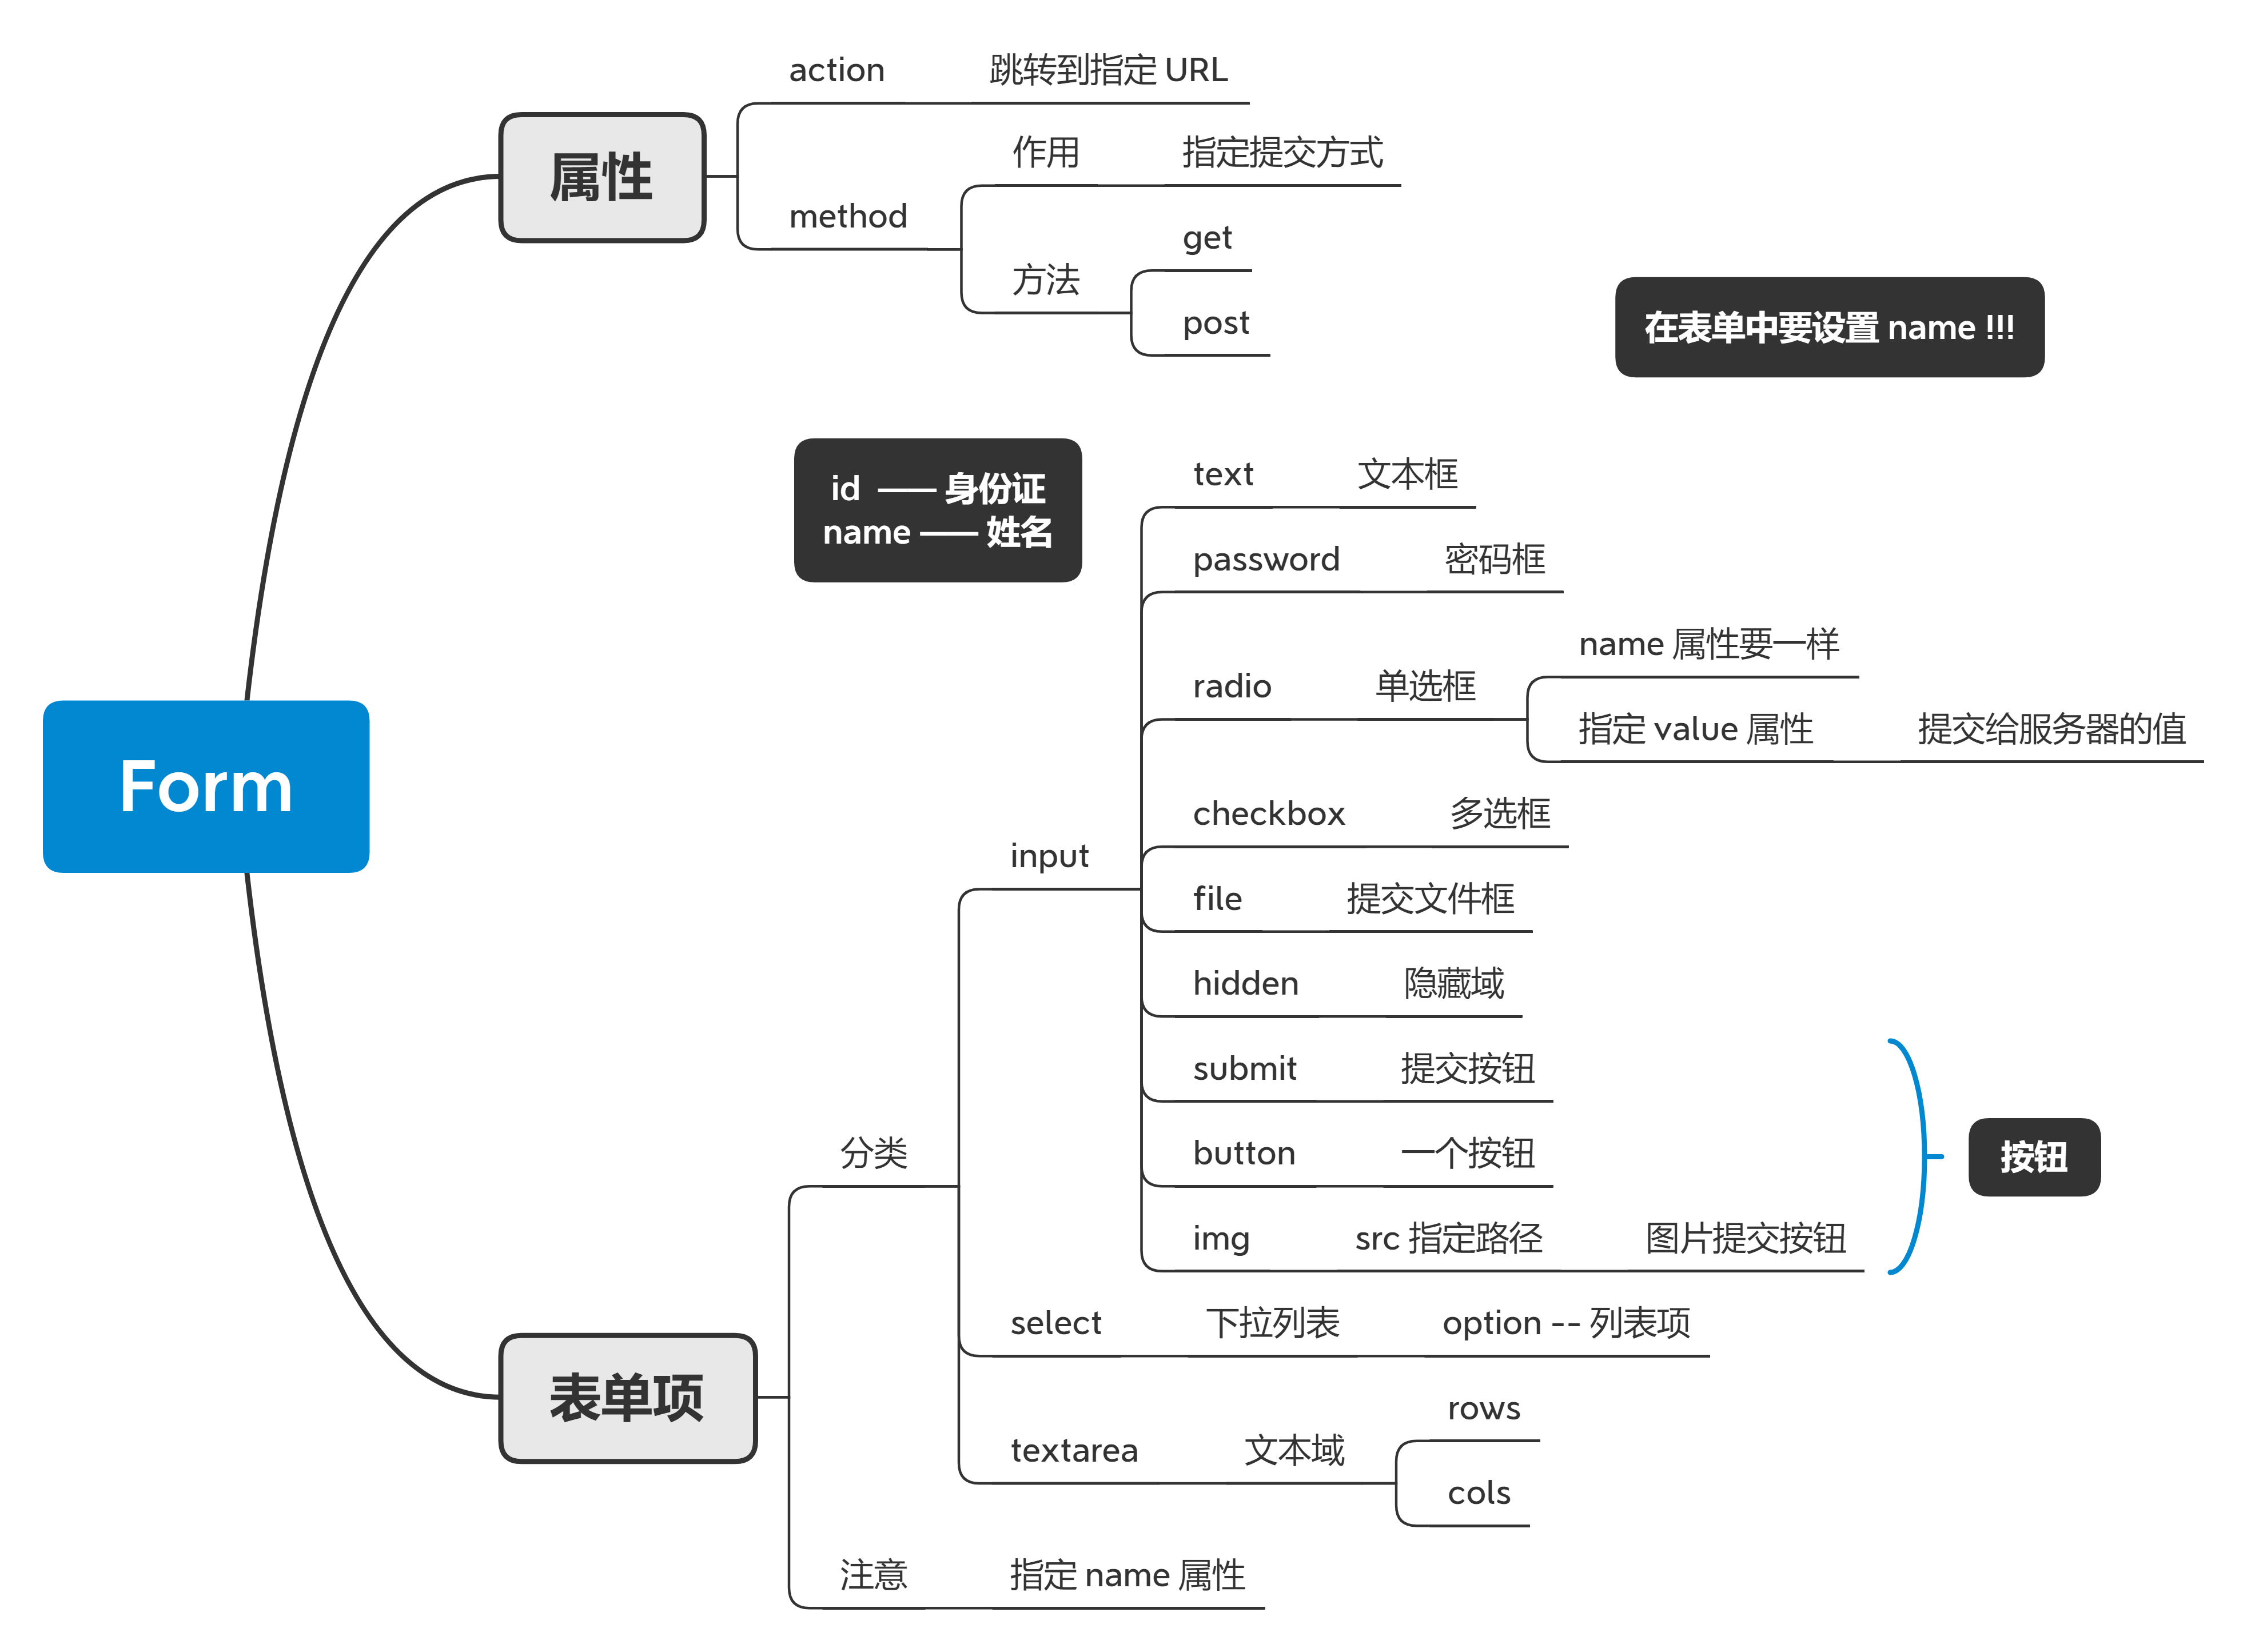 Form
属性
action
跳转到指定 URL
method
作用
指定提交方式
方法
get
post
在表单中要设置 name !!!
id —— 身份证
name —— 姓名
表单项
分类
input
text
文本框
password
密码框
radio
单选框
name 属性要一样
指定 value 属性
提交给服务器的值
checkbox
多选框
file
提交文件框
hidden
隐藏域
submit
提交按钮
button
一个按钮
img
src 指定路径
图片提交按钮
按钮
select
下拉列表
option -- 列表项
textarea
文本域
rows
cols
注意
指定 name 属性